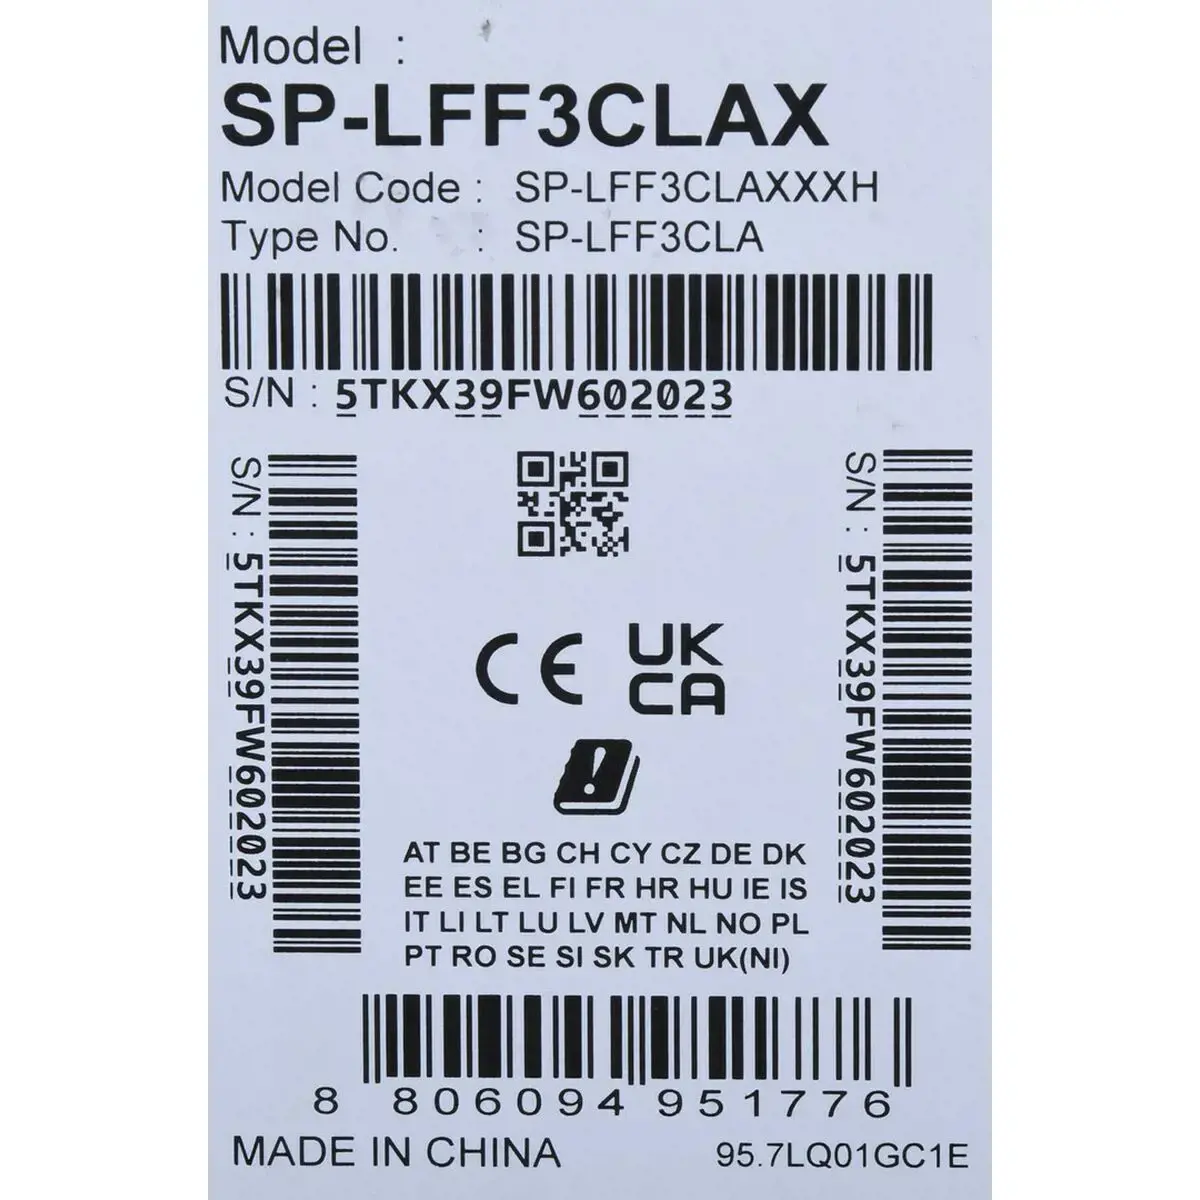 Model :
SP-LFF3CLAX
Model Code : SP-LFF3CLAXXXH
Type No. : SP-LFF3CLA
S/N : 5TKX39FW602023
S/N : 5TKX39FW602023
S/N : 5TKX39FW602023
CE
UK
CA
AT BE BG CH CY CZ DE DK
EE ES EL FI FR HR HU IE IS
IT LI LT LU LV MT NL NO PL
PT RO SE SI SK TR UK(NI)
8 806094 951776
MADE IN CHINA 95.7LQ01GC1E